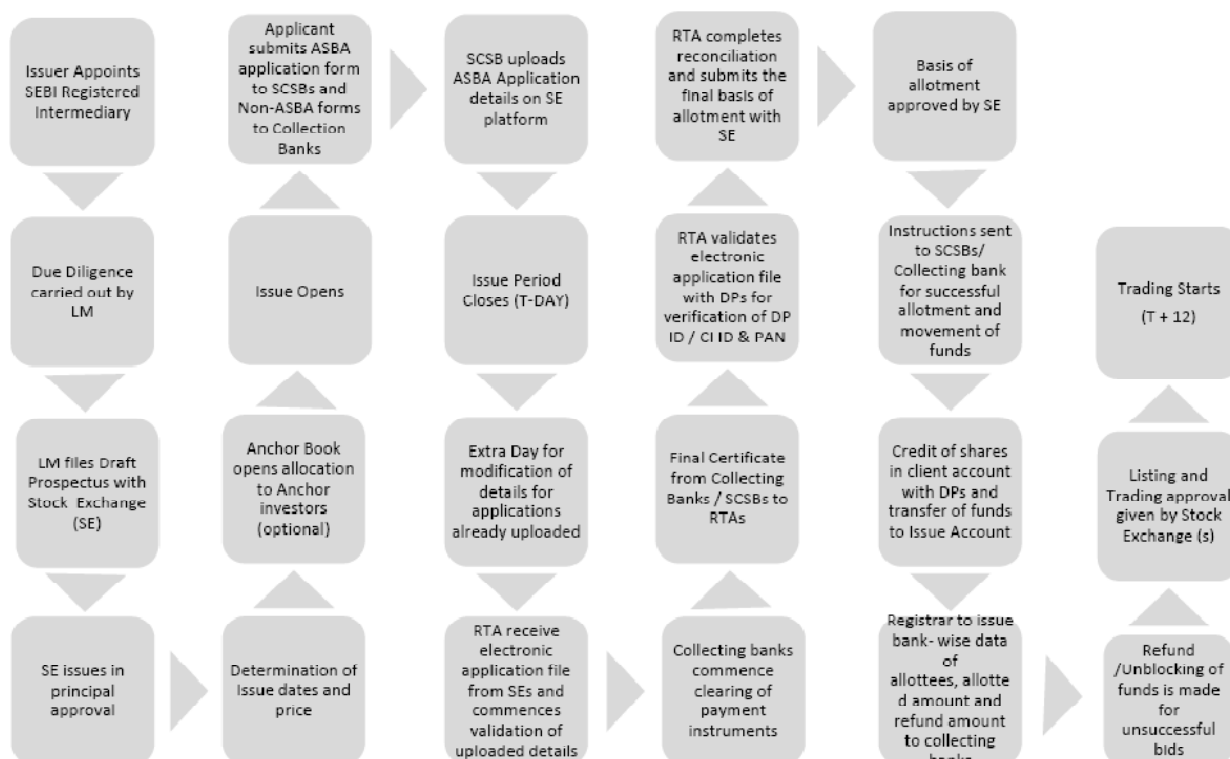 Issuer Appoints
SEBI Registered
Intermediary
Due Diligence
carried out by
LM
LM files Draft
Prospectus with
Stock Exchange
(SE)
SE issues in
principal
approval
Determination of
Issue dates and
price
Anchor Book
opens allocation
to Anchor
investors
(optional)
Issue Opens
Applicant
submits ASBA
application form
to SCSBs and
Non-ASBA forms
to Collection
Banks
SCSB uploads
ASBA Application
details on SE
platform
Issue Period
Closes (T-DAY)
Extra Day for
modification of
details for
applications
already uploaded
RTA receive
electronic
application file
from SEs and
commences
validation of
uploaded details
Collecting banks
commence
clearing of
payment
instruments
Final Certificate
from Collecting
Banks / SCSBs to
RTAs
RTA validates
electronic
application file
with DPs for
verification of DP
ID / CI ID & PAN
RTA completes
reconciliation
and submits the
final basis of
allotment with
SE
Basis of
allotment
approved by SE
Instructions sent
to SCSBs/
Collecting bank
for successful
allotment and
movement of
funds
Credit of shares
in client account
with DPs and
transfer of funds
to Issue Account
Registrar to issue
bank- wise data
of
allottees, allotte
d amount and
refund amount
to collecting
Refund
/Unblocking of
funds is made
for
unsuccessful
bids
Listing and
Trading approval
given by Stock
Exchange (s)
Trading Starts
(T + 12)